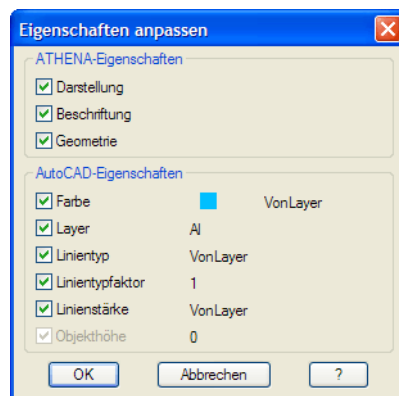 Eigenschaften anpassen
ATHENA-Eigenschaften
Darstellung
Beschriftung
Geometrie
AutoCAD-Eigenschaften
Farbe VonLayer
Layer Al
Linientyp VonLayer
Linientypfaktor 1
Linienstärke VonLayer
Objekthöhe 0
OK Abbrechen ?